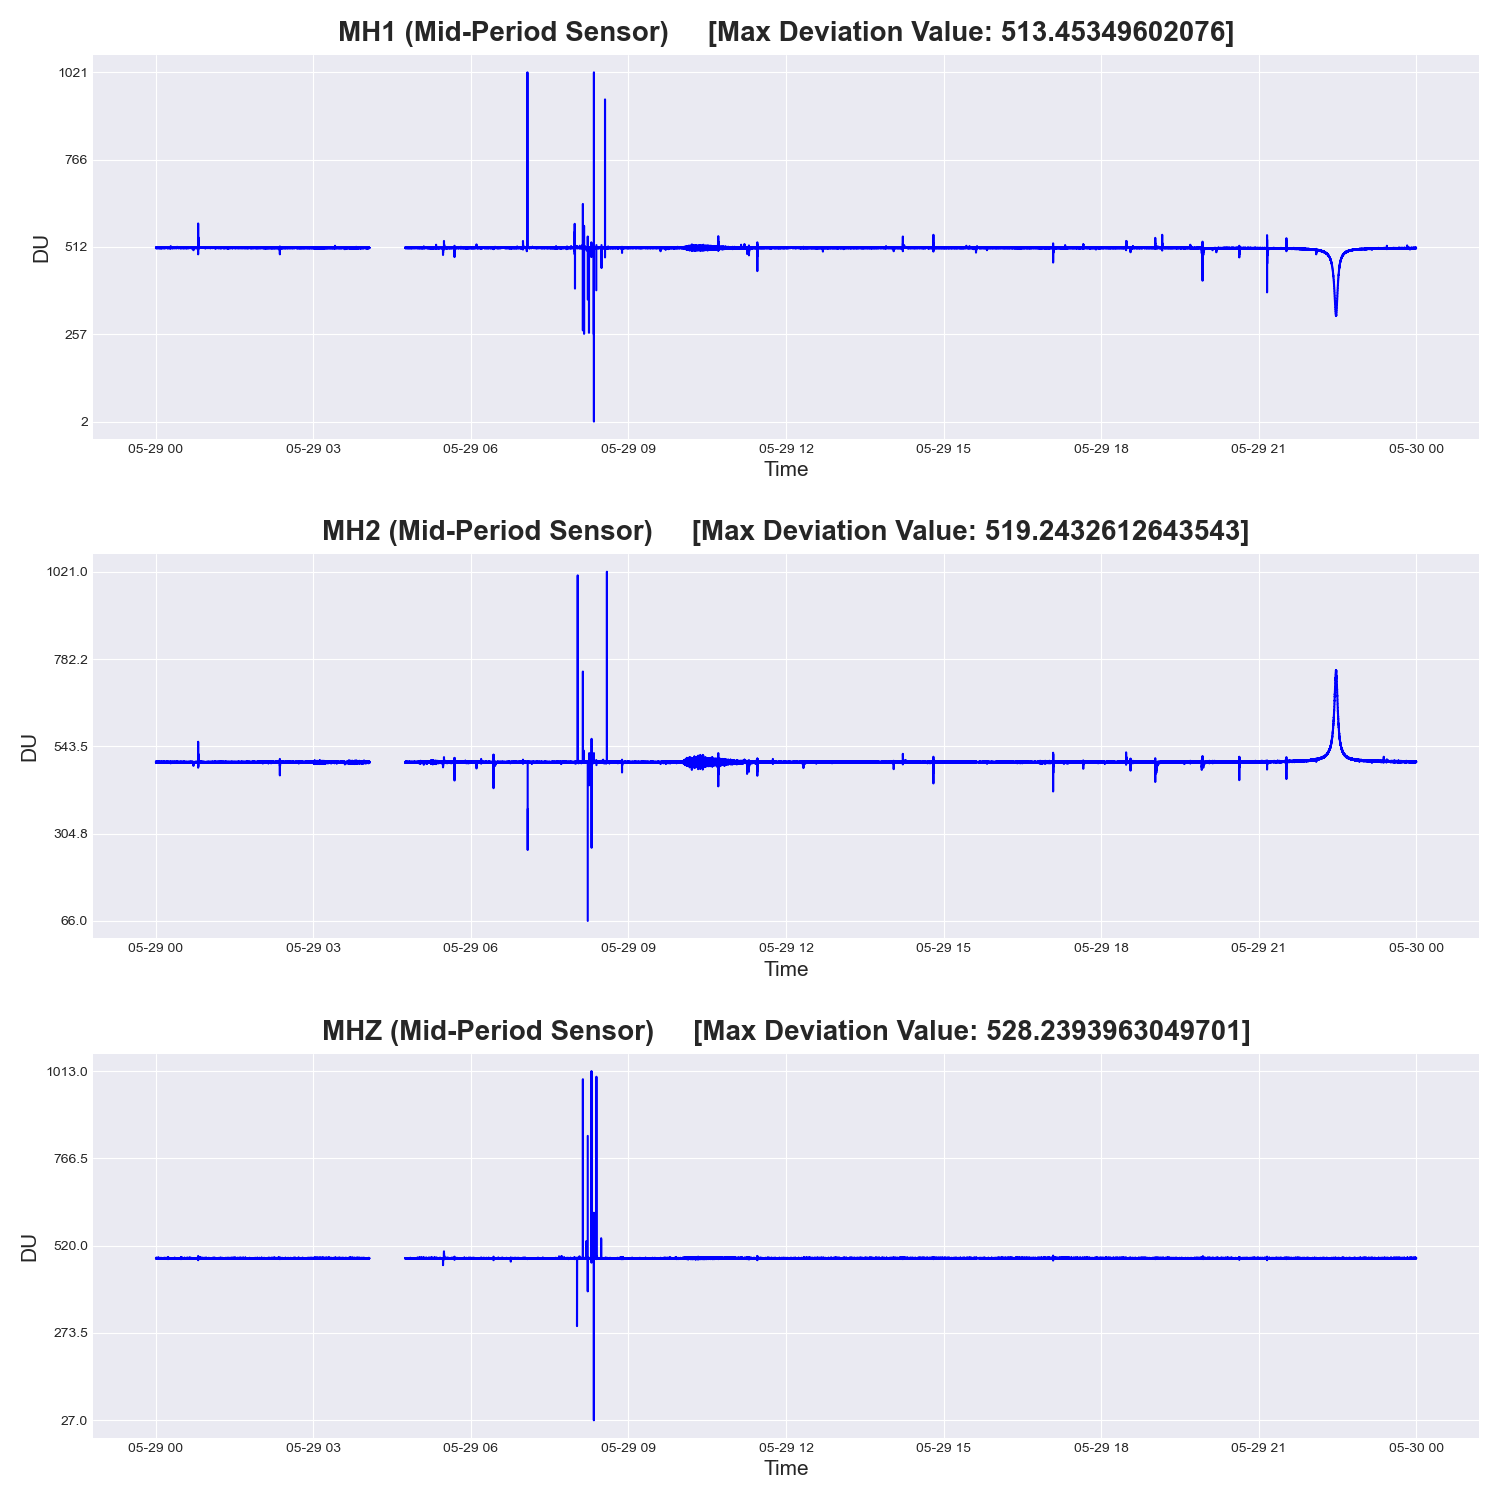 MH1 (Mid-Period Sensor) [Max Deviation Value: 513.45349602076]
1021
766
512
257
2
DU
05-29 00 05-29 03 05-29 06 05-29 09 05-29 12 05-29 15 05-29 18 05-29 21 05-30 00
Time
MH2 (Mid-Period Sensor) [Max Deviation Value: 519.2432612643543]
1021.0
782.2
543.5
304.8
66.0
DU
05-29 00 05-29 03 05-29 06 05-29 09 05-29 12 05-29 15 05-29 18 05-29 21 05-30 00
Time
MHZ (Mid-Period Sensor) [Max Deviation Value: 528.2393963049701]
1013.0
766.5
520.0
273.5
27.0
DU
05-29 00 05-29 03 05-29 06 05-29 09 05-29 12 05-29 15 05-29 18 05-29 21 05-30 00
Time